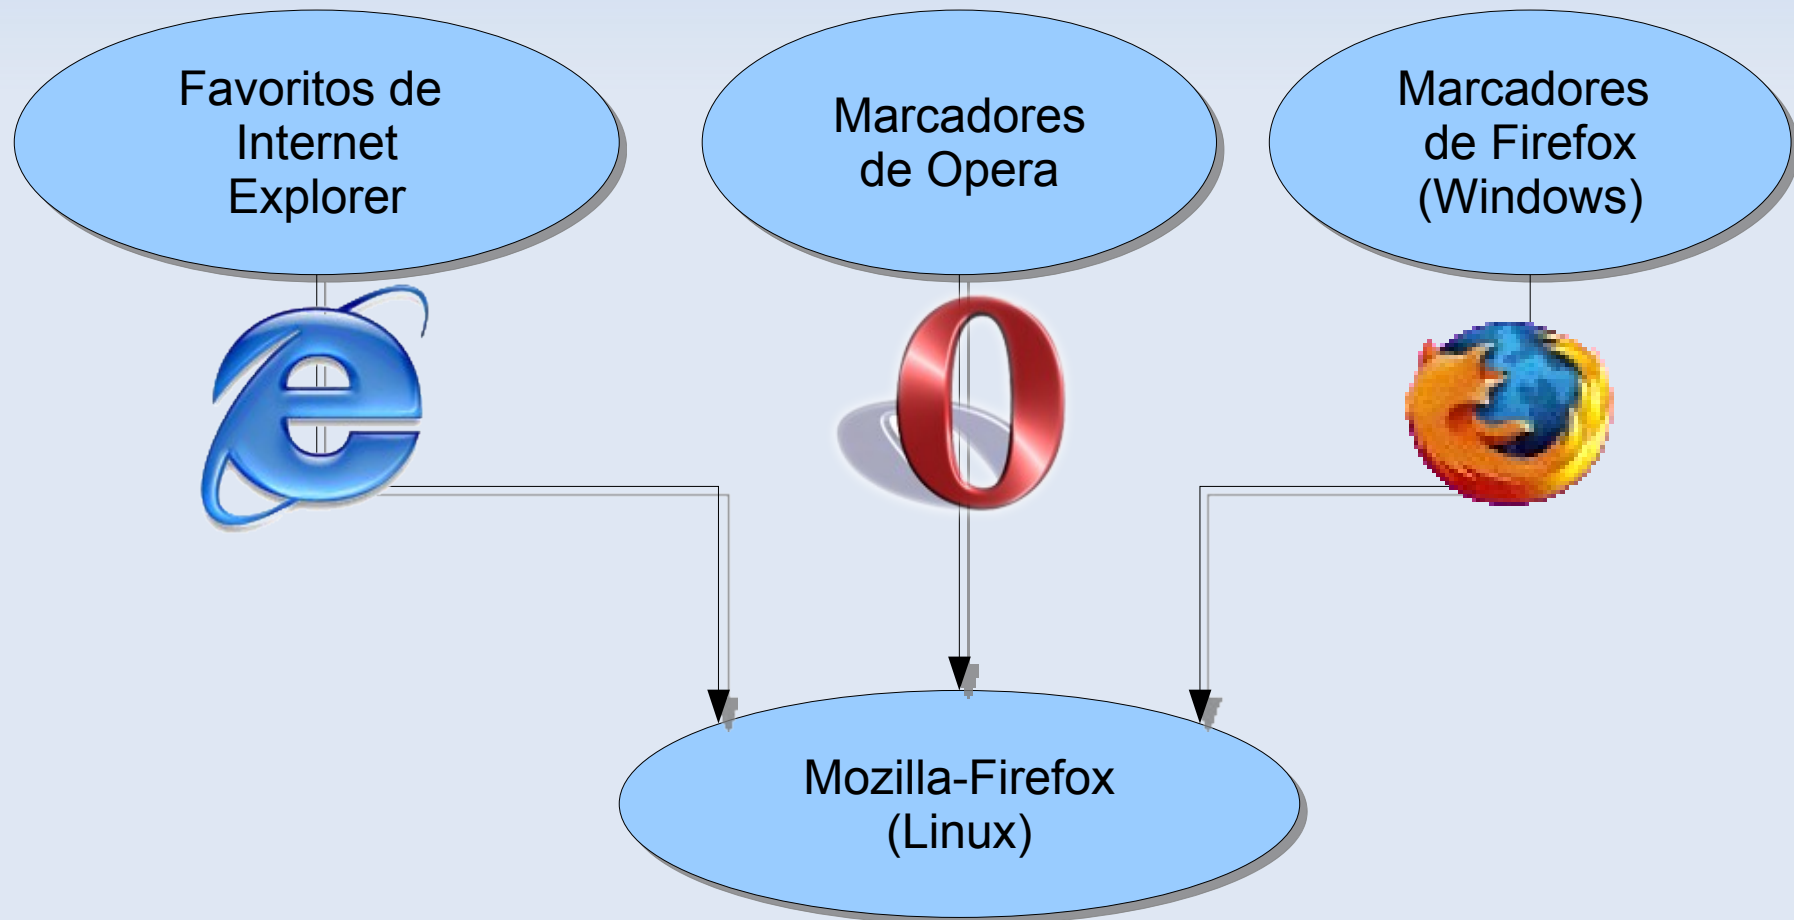 Favoritos de
Internet
Explorer
Marcadores
de Opera
Marcadores
de Firefox
(Windows)
Mozilla-Firefox
(Linux)